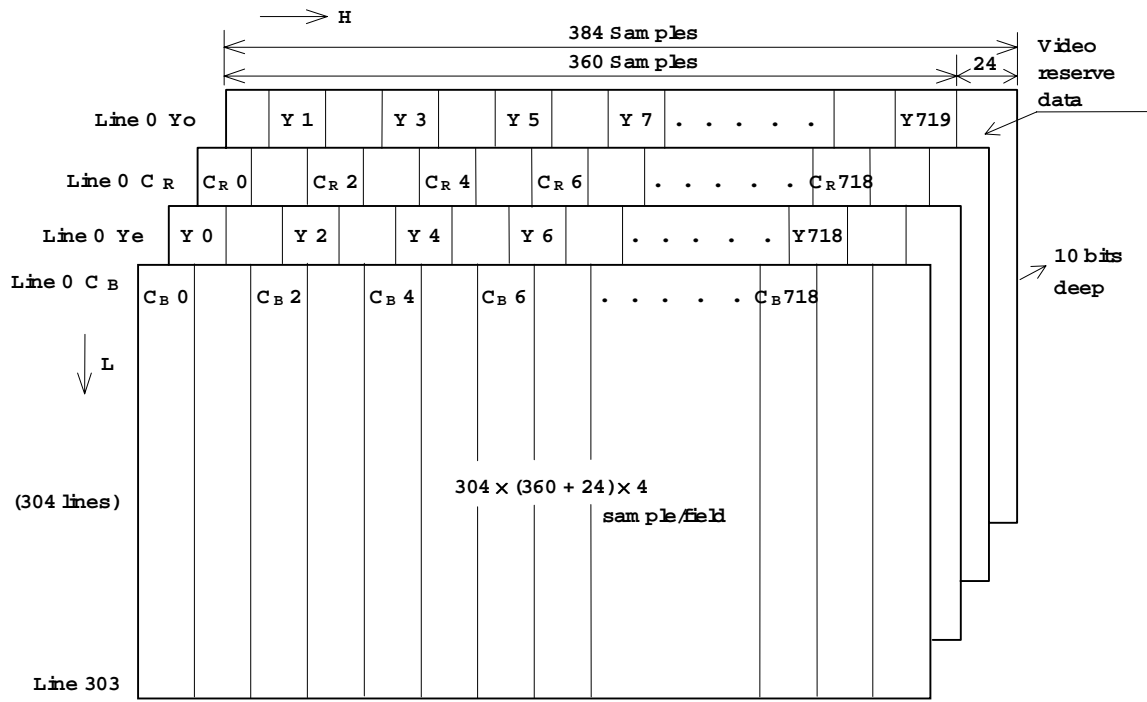 H
384 Samples
360 Samples 24
Video
reserve
data
Line 0 Yo Y 1 Y 3 Y 5 Y 7 . . . . . Y719
Line 0 CR CR 0 CR 2 CR 4 CR 6 . . . . . CR718
Line 0 Ye Y 0 Y 2 Y 4 Y 6 . . . . . Y718
Line 0 CB CB 0 CB 2 CB 4 CB 6 . . . . . CB718
10 bits
deep
L
(304 lines)
304 × (360 + 24) × 4
sample/field
Line 303